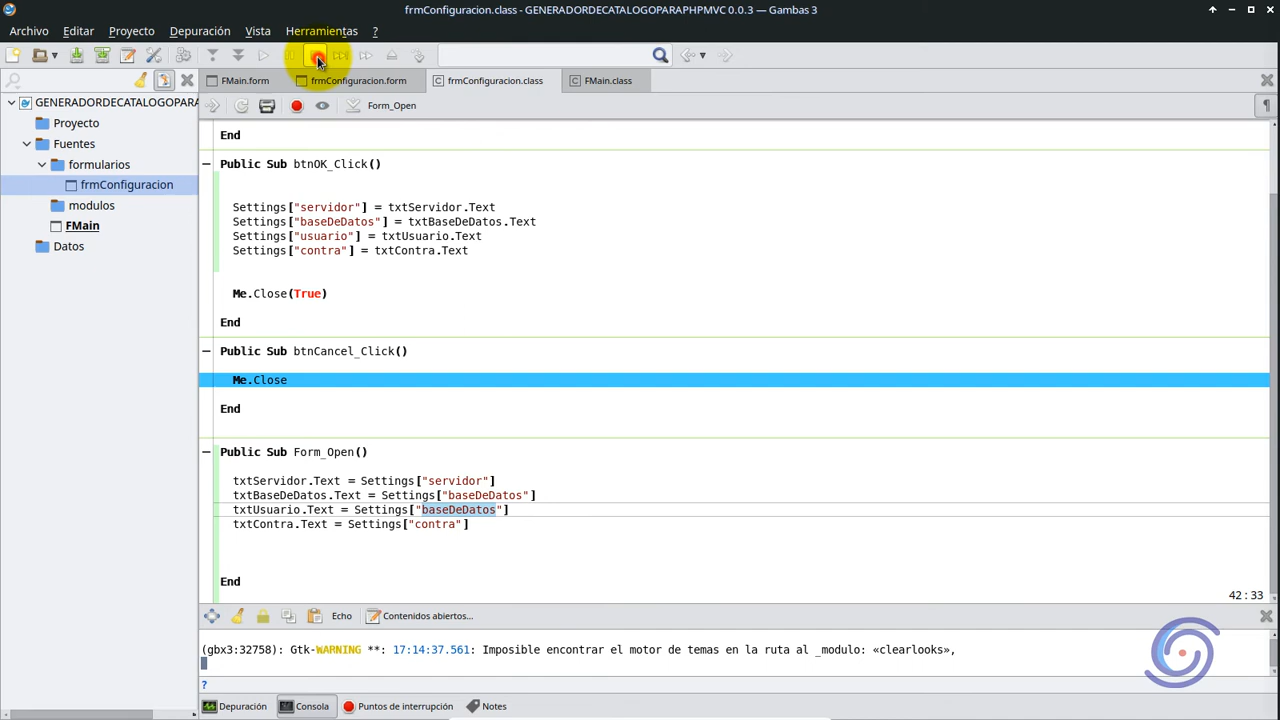 frmConfiguracion.class - GENERADORDECATALOGOPARAPHPMVC 0.0.3 — Gambas 3
Archivo Editar Proyecto Depuración Vista Herramientas ?
FMain.form frmConfiguracion.form frmConfiguracion.class FMain.class
Form_Open
GENERADORDECATALOGOPARA
Proyecto
Fuentes
formularios
frmConfiguracion
modulos
FMain
Datos
End
Public Sub btnOK_Click()
Settings["servidor"] = txtServidor.Text
Settings["baseDeDatos"] = txtBaseDeDatos.Text
Settings["usuario"] = txtUsuario.Text
Settings["contra"] = txtContra.Text
Me.Close(True)
End
Public Sub btnCancel_Click()
Me.Close
End
Public Sub Form_Open()
txtServidor.Text = Settings["servidor"]
txtBaseDeDatos.Text = Settings["baseDeDatos"]
txtUsuario.Text = Settings["baseDeDatos"]
txtContra.Text = Settings["contra"]
End
42:33
Echo Contenidos abiertos...
(gbx3:32758): Gtk-WARNING **: 17:14:37.561: Imposible encontrar el motor de temas en la ruta al _modulo: «clearlooks»,
?
Depuración Consola Puntos de interrupción Notes